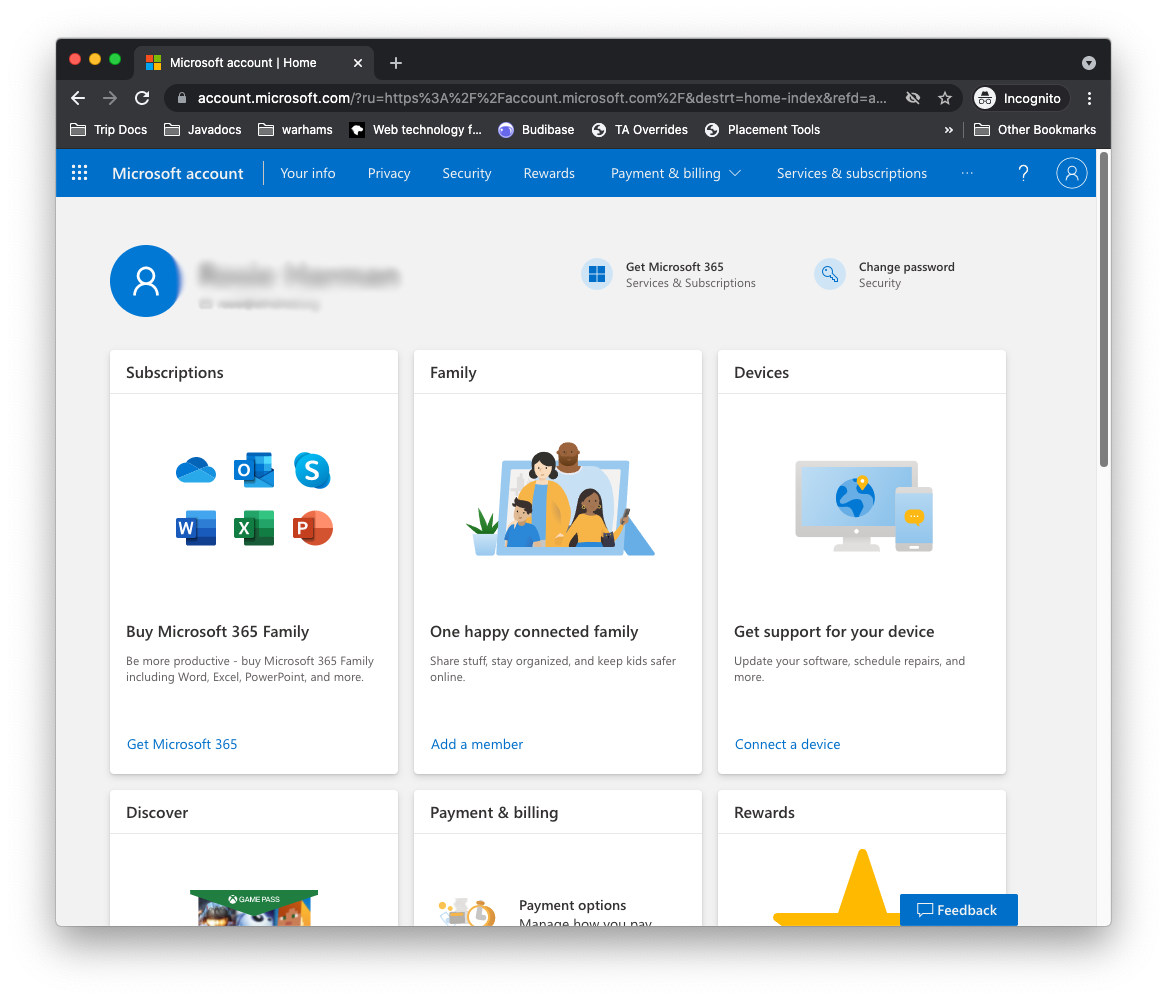 Microsoft account | Home
account.microsoft.com/?ru=https%3A%2F%2Faccount.microsoft.com%2F&destrt=home-index&refd=a...
Incognito
Trip Docs
Javadocs
warhams
Web technology f...
Budibase
TA Overrides
Placement Tools
»
Other Bookmarks
Microsoft account
Your info
Privacy
Security
Rewards
Payment & billing
Services & subscriptions
...
?
Get Microsoft 365
Services & Subscriptions
Change password
Security
Subscriptions
Buy Microsoft 365 Family
Be more productive - buy Microsoft 365 Family
including Word, Excel, PowerPoint, and more.
Get Microsoft 365
Family
One happy connected family
Share stuff, stay organized, and keep kids safer
online.
Add a member
Devices
Get support for your device
Update your software, schedule repairs, and
more.
Connect a device
Discover
GAME PASS
Payment & billing
Payment options
Manage how you pay
Rewards
Feedback